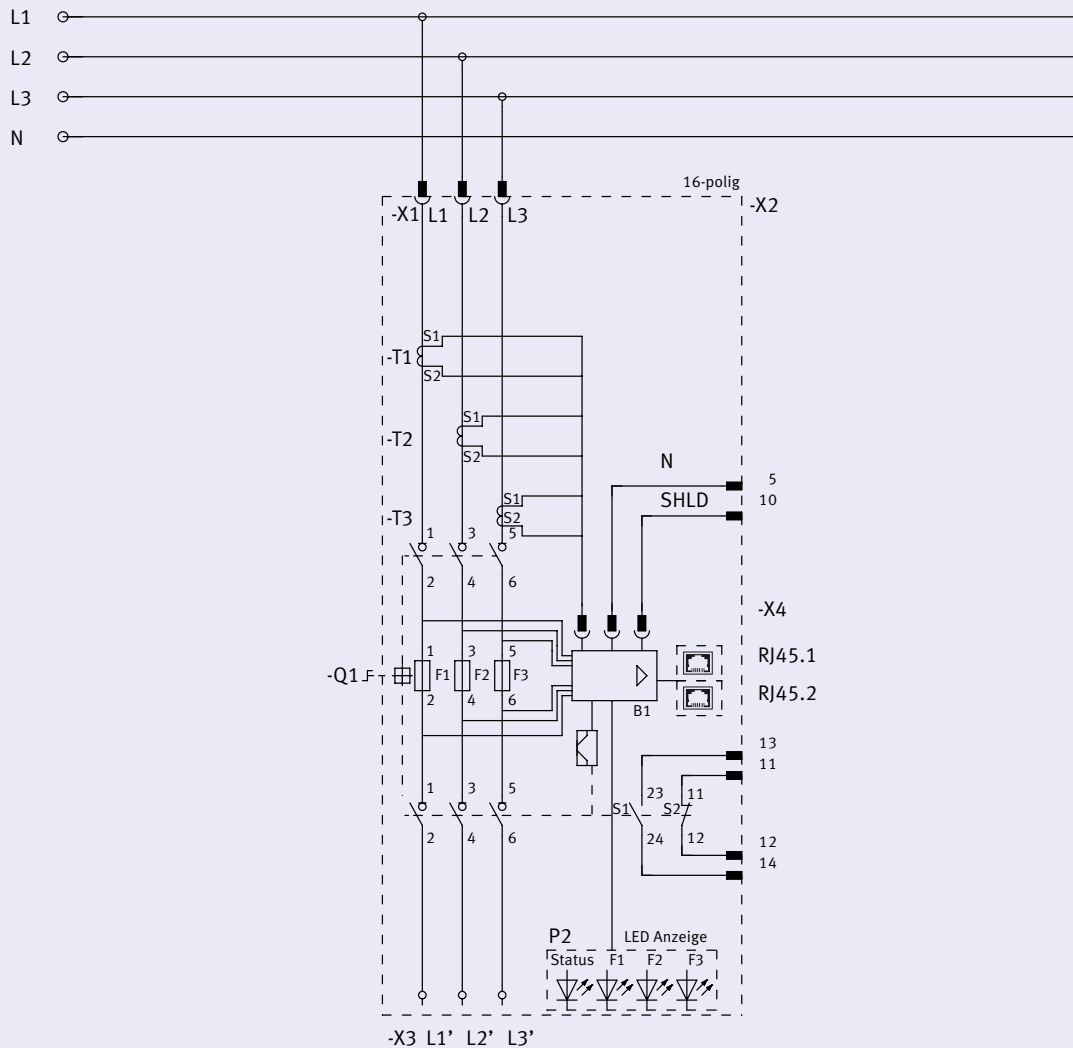 L1
L2
L3
N
16-polig
-X1 L1 L2 L3
-X2
S1
-T1
S2
S1
-T2
S2
N
5
S1
SHLD
10
-T3
S2
1 3 5
2 4 6
-X4
1 3 5
RJ45.1
-Q1 F1 F2 F3
2 4 6
RJ45.2
B1
13
11
1 3 5
23 11
S1 S2
2 4 6
24 12
12
14
P2 LED Anzeige
Status F1 F2 F3
-X3 L1’ L2’ L3’